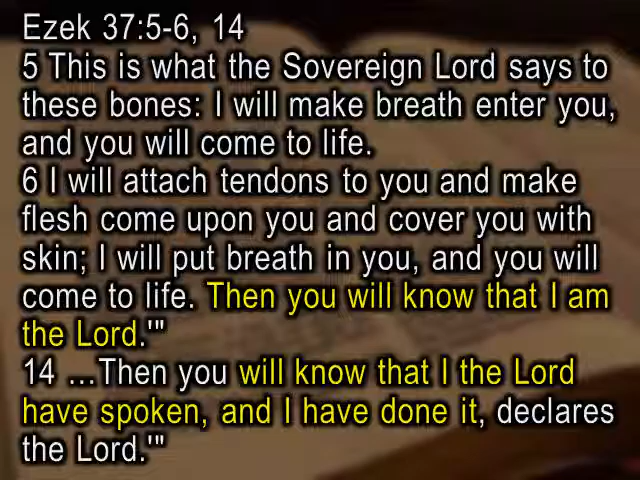 Ezek 37:5-6, 14
5 This is what the Sovereign Lord says to
these bones: I will make breath enter you,
and you will come to life.
6 I will attach tendons to you and make
flesh come upon you and cover you with
skin; I will put breath in you, and you will
come to life. Then you will know that I am
the Lord.'"
14 …Then you will know that I the Lord
have spoken, and I have done it, declares
the Lord.'"